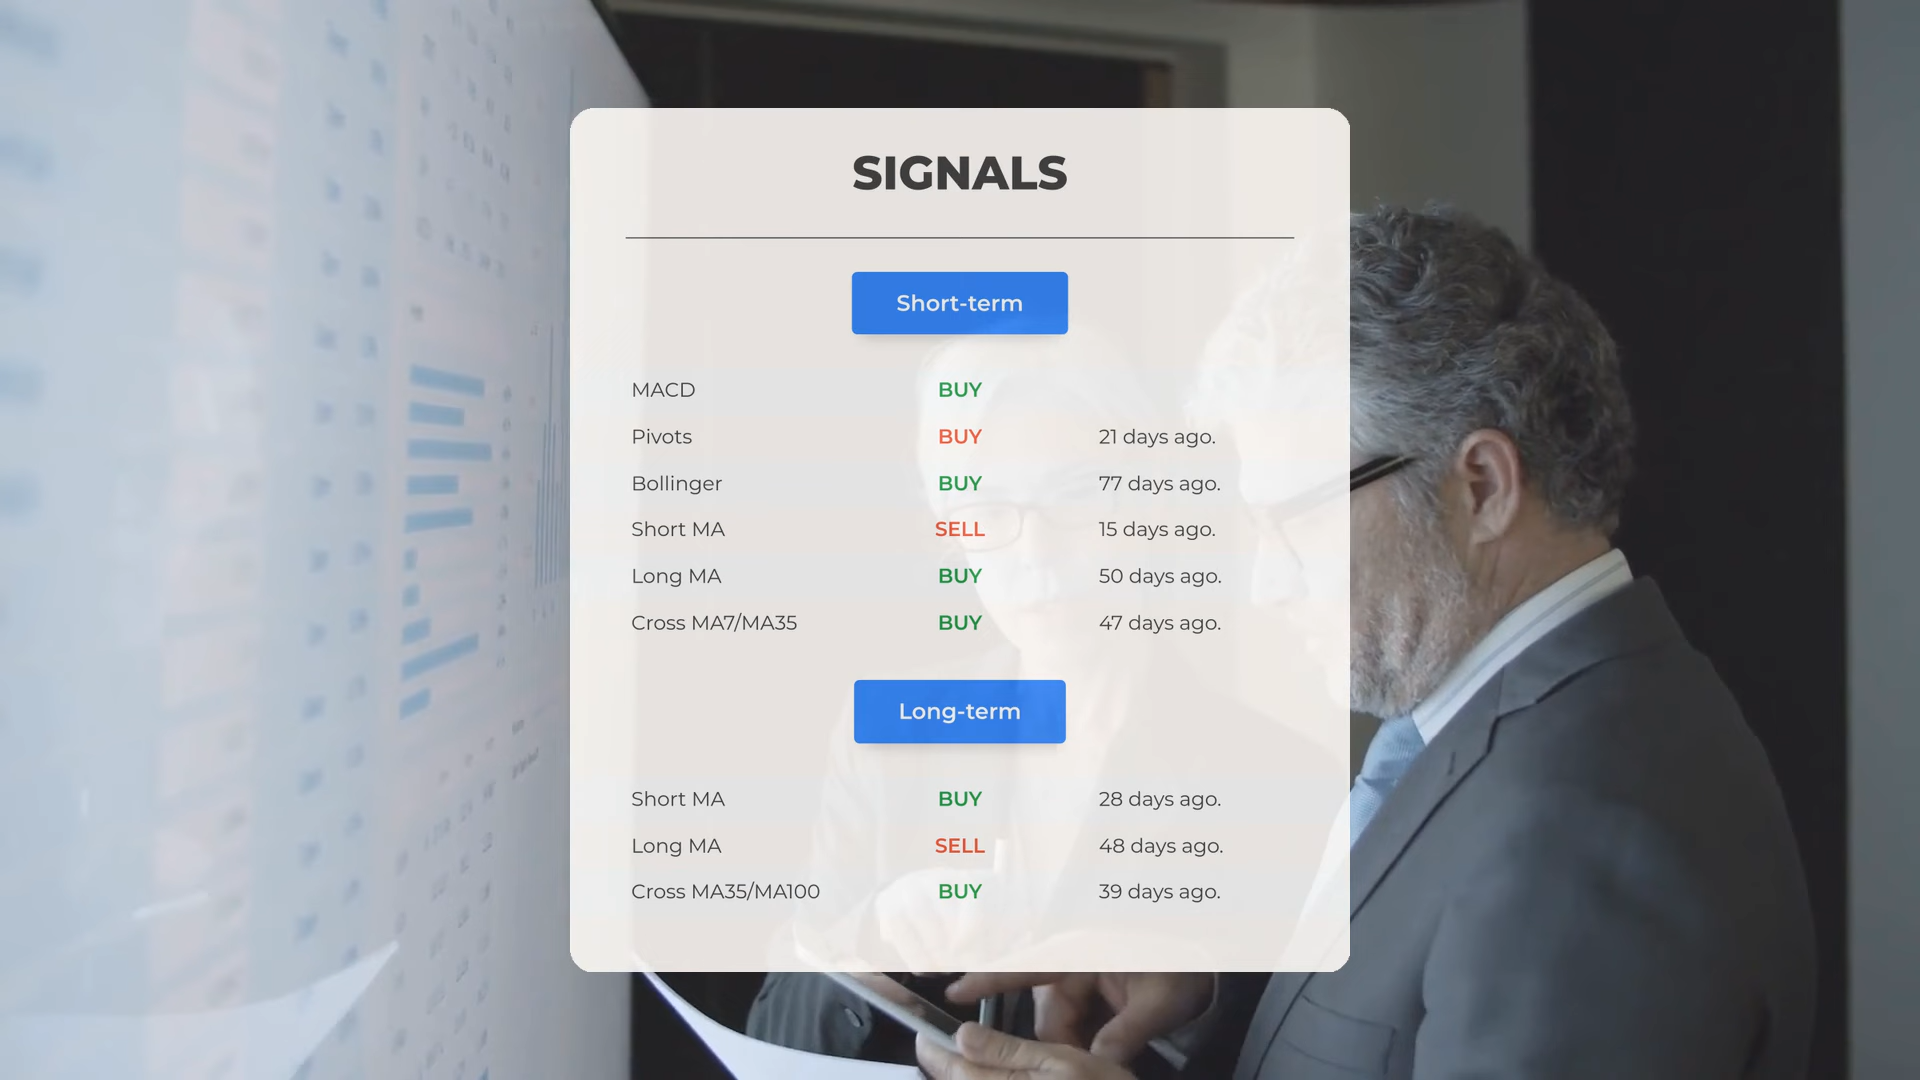 SIGNALS
Short-term
MACD BUY
Pivots BUY 21 days ago.
Bollinger BUY 77 days ago.
Short MA SELL 15 days ago.
Long MA BUY 50 days ago.
Cross MA7/MA35 BUY 47 days ago.
Long-term
Short MA BUY 28 days ago.
Long MA SELL 48 days ago.
Cross MA35/MA100 BUY 39 days ago.